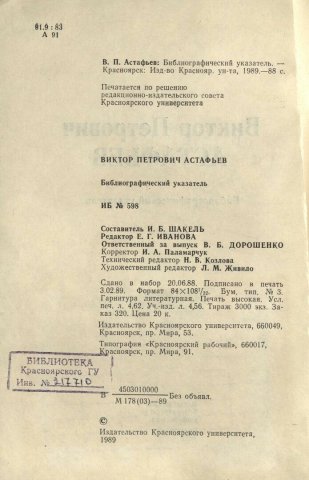 01.9 : 83
А 91
В. П. Астафьев: Библиографический указатель. —
Красноярск: Изд-во Краснояр. ун-та, 1989.—88 с.
Печатается по решению
редакционно-издательского совета
Красноярского университета
ВИКТОР ПЕТРОВИЧ АСТАФЬЕВ
Библиографический указатель
ИБ № 598
Составитель И. Б. ШАКЕЛЬ
Редактор Е. Г. ИВАНОВА
Ответственный за выпуск В. Б. ДОРОШЕНКО
Корректор И. А. Паламарчук
Технический редактор Н. В. Козлова
Художественный редактор Л. М. Живило
Сдано в набор 20.06.88. Подписано в печать
3.02.89. Формат 84×108¹/₃₂. Бум. тип. № 3.
Гарнитура литературная. Печать высокая. Усл.
печ. л. 4,62. Уч.-изд. л. 4,56. Тираж 3000 экз. За-
каз 320. Цена 20 к.
Издательство Красноярского университета, 660049,
Красноярск, пр. Мира, 53.
Типография «Красноярский рабочий», 660017,
Красноярск, пр. Мира, 91.
БИБЛИОТЕКА
Красноярского ГУ
Инв. № 217710
В 4503010000
М 178(03)—89 Без объявл.
©
Издательство Красноярского университета,
1989